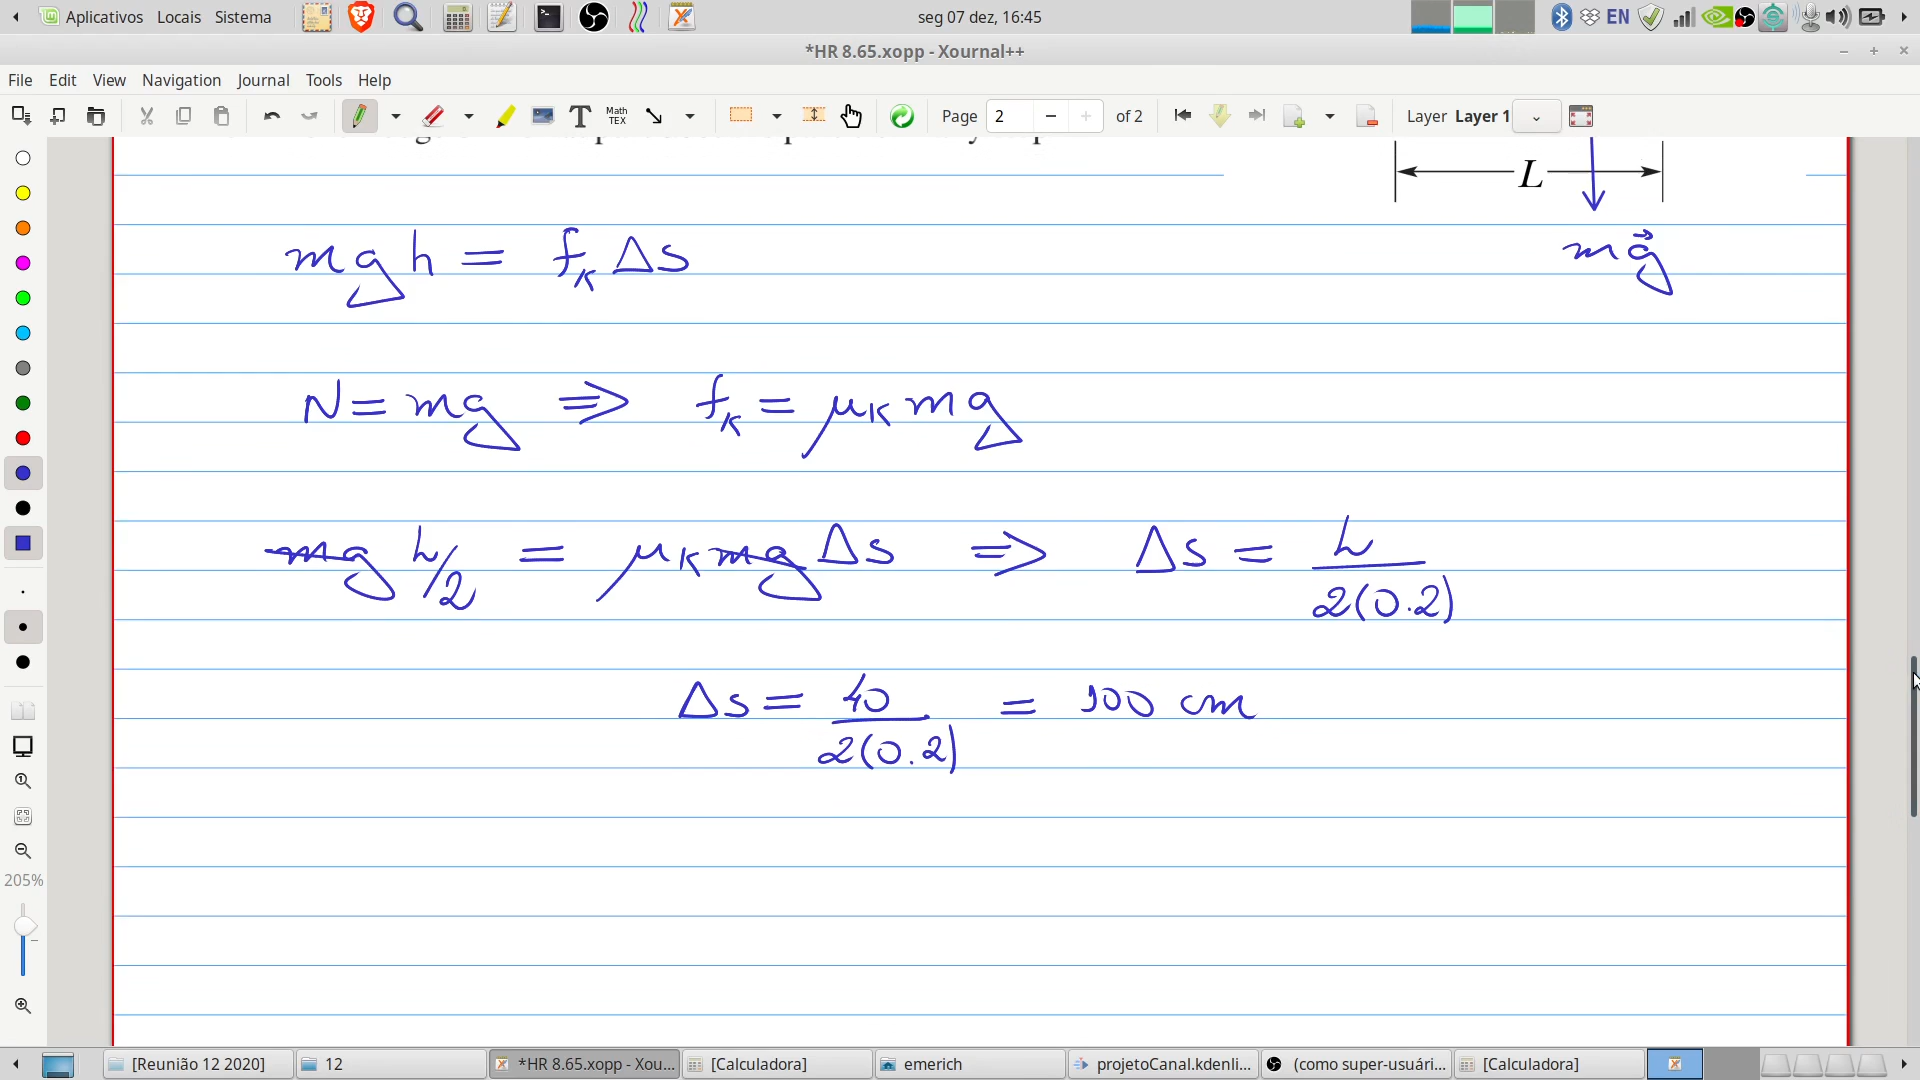 Aplicativos Locais Sistema seg 07 dez, 16:45 EN
*HR 8.65.xopp - Xournal++
File Edit View Navigation Journal Tools Help
Math TEX Page 2 of 2 Layer Layer 1
L
mgh = fₖ Δs
mg⃗
N = mg ⇒ fₖ = μₖ mg
mg L/2 = μₖ mg Δs ⇒ Δs = L / 2(0.2)
Δs = 40 / 2(0.2) = 100 cm
205%
[Reunião 12 2020] 12 *HR 8.65.xopp - Xou... [Calculadora] emerich projetoCanal.kdenli... (como super-usuári... [Calculadora]